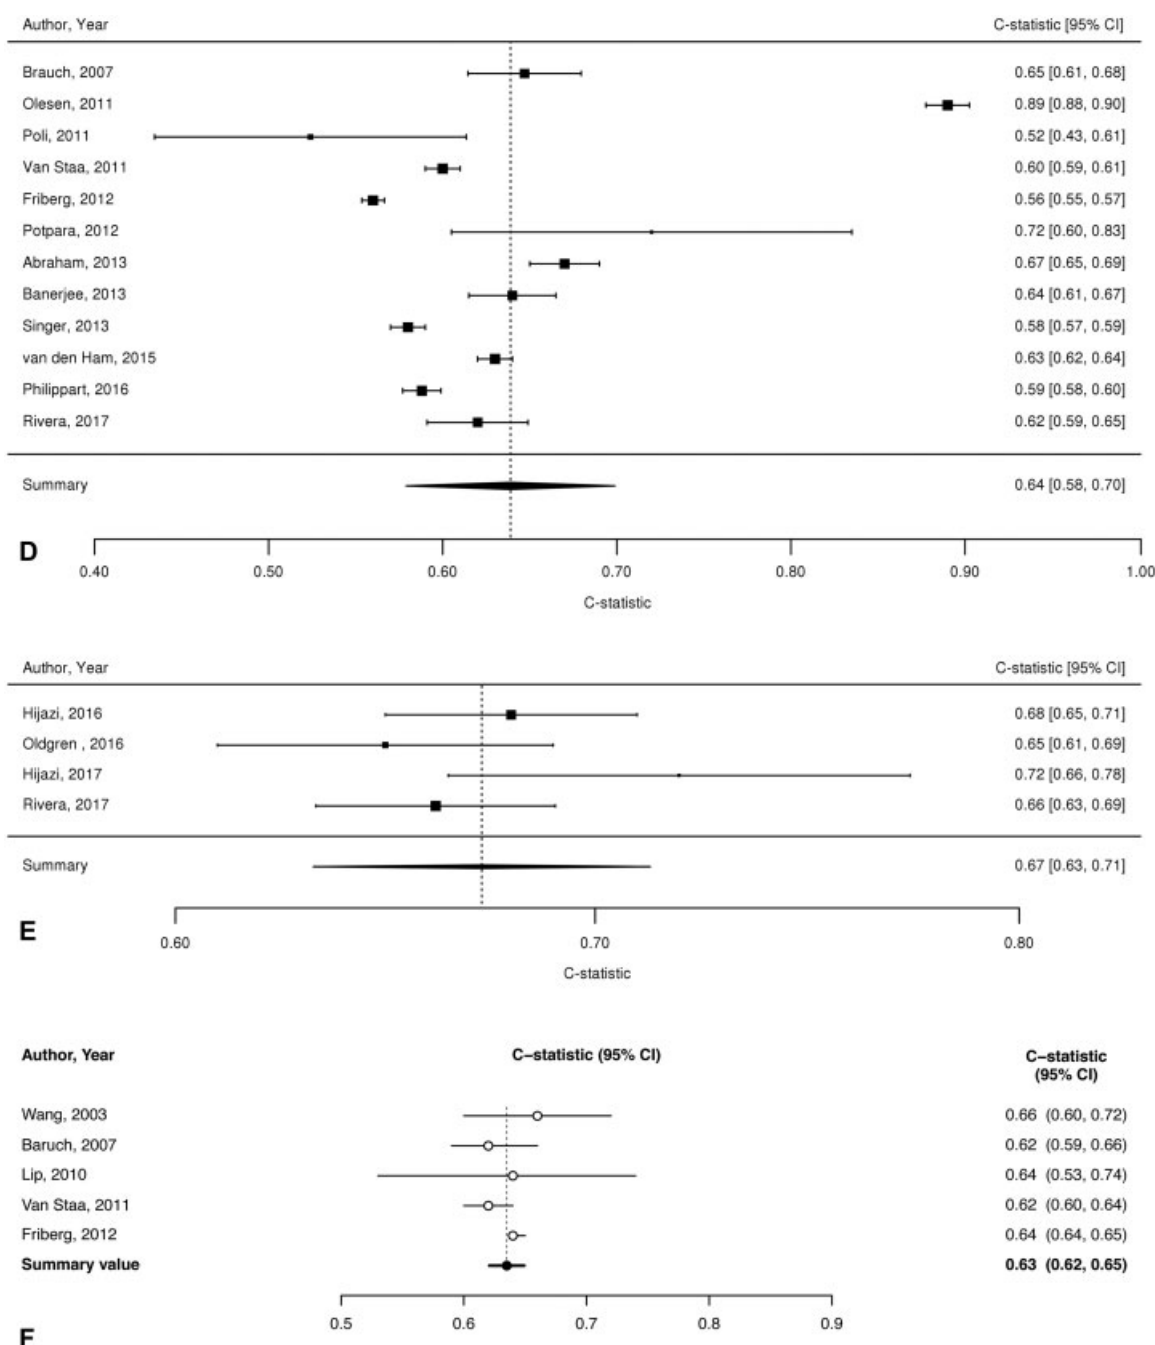 Author, Year C-statistic [95% CI]
Brauch, 2007 0.65 [0.61, 0.68]
Olesen, 2011 0.89 [0.88, 0.90]
Poli, 2011 0.52 [0.43, 0.61]
Van Staa, 2011 0.60 [0.59, 0.61]
Friberg, 2012 0.56 [0.55, 0.57]
Potpara, 2012 0.72 [0.60, 0.83]
Abraham, 2013 0.67 [0.65, 0.69]
Banerjee, 2013 0.64 [0.61, 0.67]
Singer, 2013 0.58 [0.57, 0.59]
van den Ham, 2015 0.63 [0.62, 0.64]
Philippart, 2016 0.59 [0.58, 0.60]
Rivera, 2017 0.62 [0.59, 0.65]
Summary 0.64 [0.58, 0.70]
D
0.40 0.50 0.60 0.70 0.80 0.90 1.00
C-statistic
Author, Year C-statistic [95% CI]
Hijazi, 2016 0.68 [0.65, 0.71]
Oldgren , 2016 0.65 [0.61, 0.69]
Hijazi, 2017 0.72 [0.66, 0.78]
Rivera, 2017 0.66 [0.63, 0.69]
Summary 0.67 [0.63, 0.71]
E
0.60 0.70 0.80
C-statistic
Author, Year C−statistic (95% CI) C−statistic
(95% CI)
Wang, 2003 0.66 (0.60, 0.72)
Baruch, 2007 0.62 (0.59, 0.66)
Lip, 2010 0.64 (0.53, 0.74)
Van Staa, 2011 0.62 (0.60, 0.64)
Friberg, 2012 0.64 (0.64, 0.65)
Summary value 0.63 (0.62, 0.65)
0.5 0.6 0.7 0.8 0.9
F